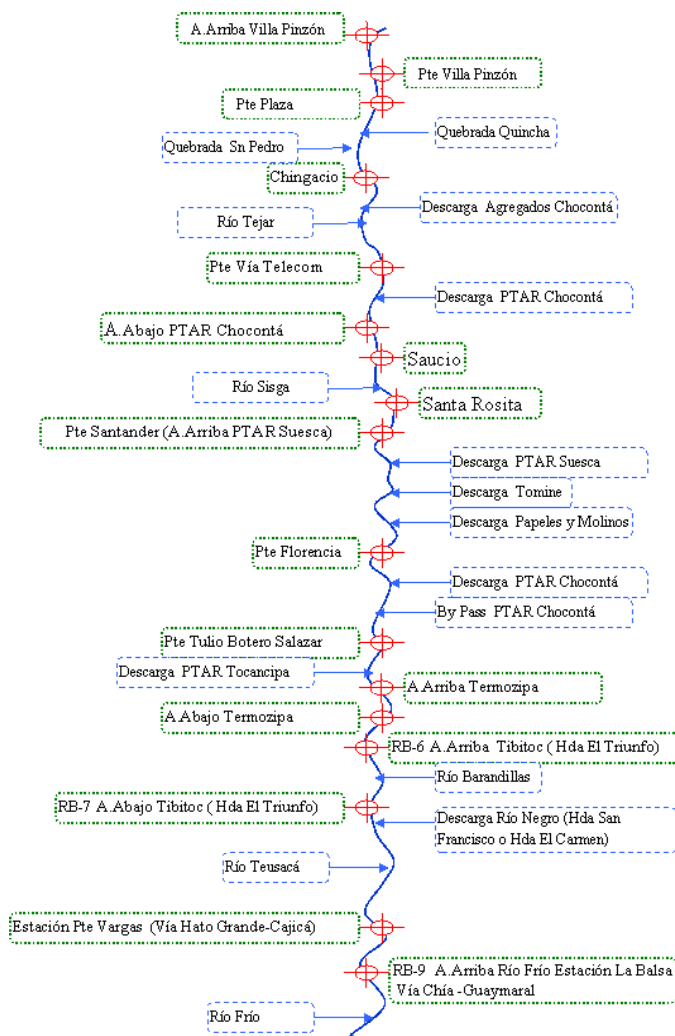 A.Arriba Villa Pinzón
Pte Villa Pinzón
Pte Plaza
Quebrada Quincha
Quebrada Sn Pedro
Chingacio
Descarga Agregados Chocontá
Río Tejar
Pte Vía Telecom
Descarga PTAR Chocontá
A.Abajo PTAR Chocontá
Saucio
Río Sisga
Santa Rosita
Pte Santander (A.Arriba PTAR Suesca)
Descarga PTAR Suesca
Descarga Tomine
Descarga Papeles y Molinos
Pte Florencia
Descarga PTAR Chocontá
By Pass PTAR Chocontá
Pte Tulio Botero Salazar
Descarga PTAR Tocancipa
A.Arriba Termozipa
A.Abajo Termozipa
RB-6 A.Arriba Tibitoc ( Hda El Triunfo)
Río Barandillas
RB-7 A.Abajo Tibitoc ( Hda El Triunfo)
Descarga Río Negro (Hda San
Francisco o Hda El Carmen)
Río Teusacá
Estación Pte Vargas (Vía Hato Grande-Cajicá)
RB-9 A.Arriba Río Frío Estación La Balsa
Vía Chía -Guaymaral
Río Frío